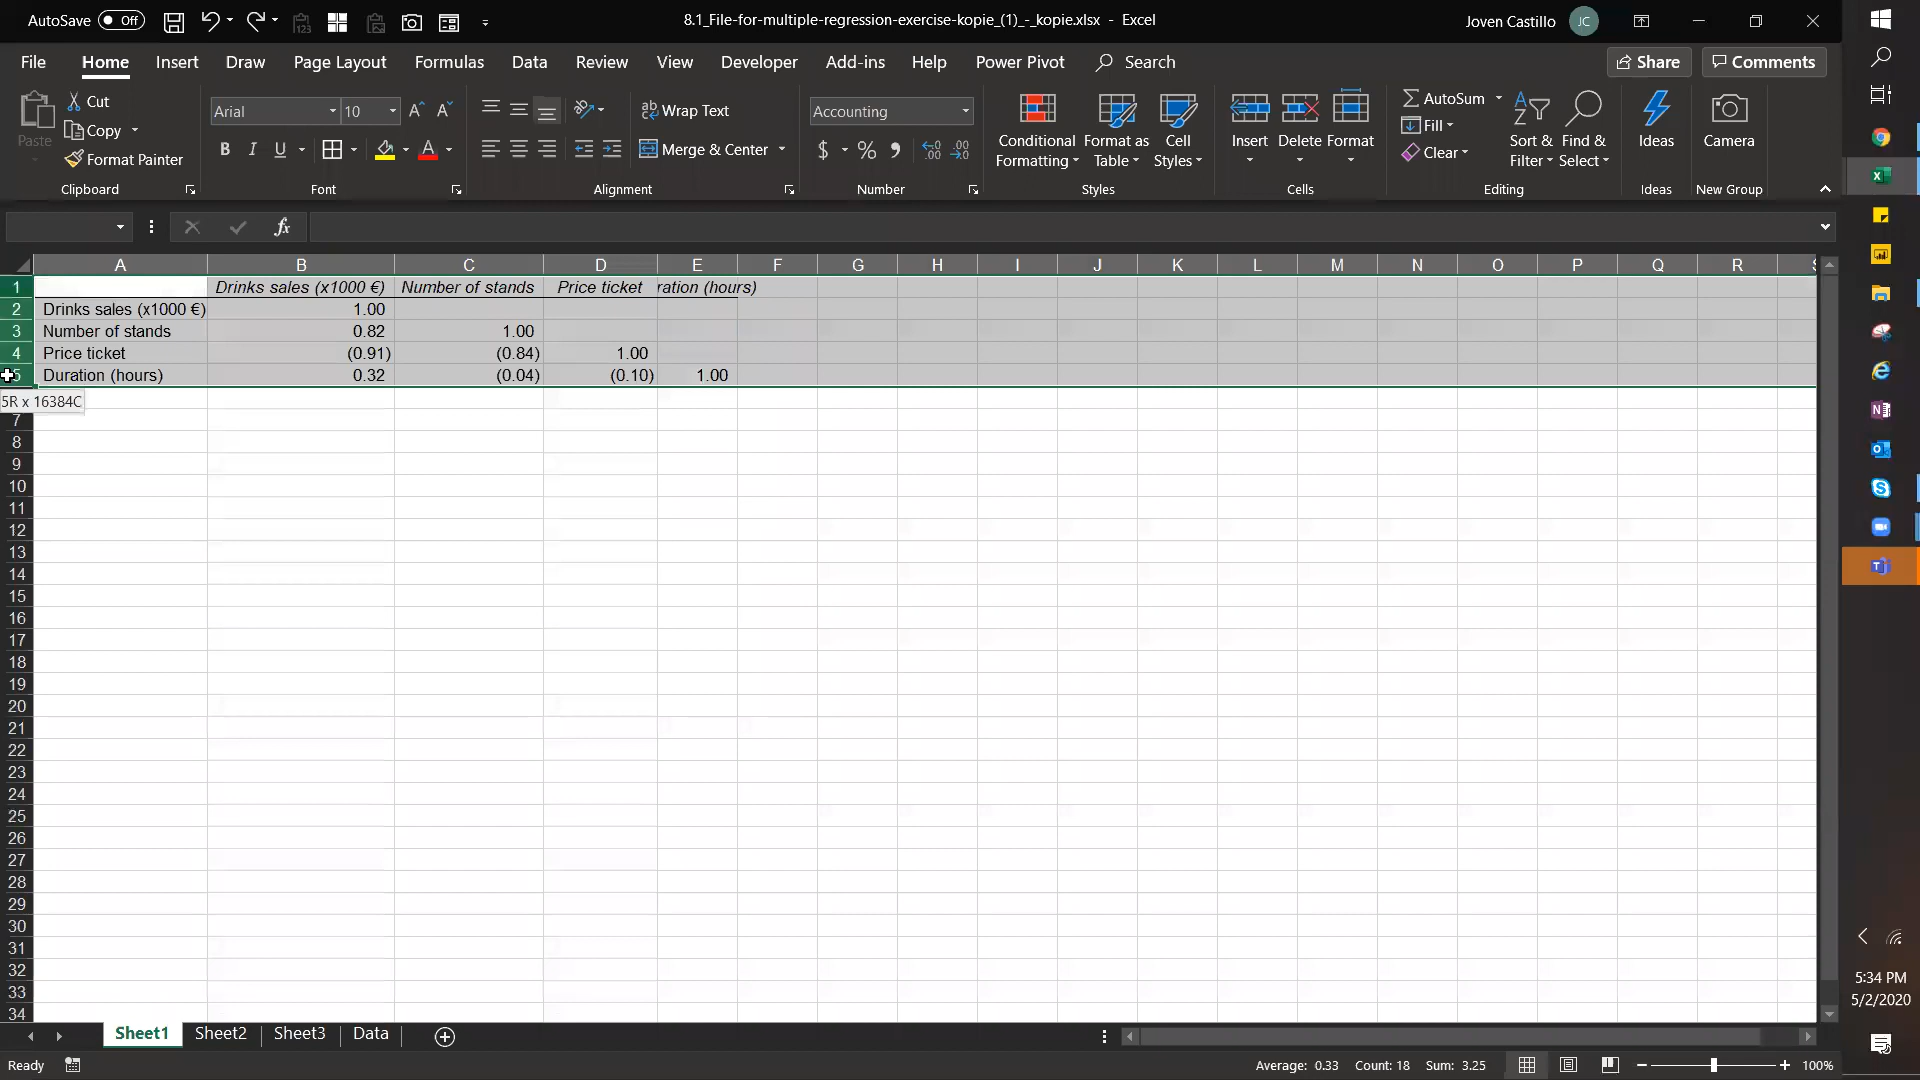 AutoSave Off
8.1_File-for-multiple-regression-exercise-kopie_(1)_-_kopie.xlsx - Excel
Joven Castillo JC
File Home Insert Draw Page Layout Formulas Data Review View Developer Add-ins Help Power Pivot Search Share Comments
Paste
Cut
Copy
Format Painter
Clipboard
Arial 10
B I U A
Font
Wrap Text
Merge & Center
Alignment
Accounting
$ % ,
Number
Conditional Formatting
Format as Table
Cell Styles
Styles
Insert Delete Format
Cells
AutoSum
Fill
Clear
Sort & Filter
Find & Select
Editing
Ideas
Ideas
Camera
New Group
fx
A B C D E F G H I J K L M N O P Q R
1 Drinks sales (x1000 €) Number of stands Price ticket ration (hours)
2 Drinks sales (x1000 €) 1.00
3 Number of stands 0.82 1.00
4 Price ticket (0.91) (0.84) 1.00
5 Duration (hours) 0.32 (0.04) (0.10) 1.00
5R x 16384C
7
8
9
10
11
12
13
14
15
16
17
18
19
20
21
22
23
24
25
26
27
28
29
30
31
32
33
34
Sheet1 Sheet2 Sheet3 Data
Ready
Average: 0.33 Count: 18 Sum: 3.25
100%
5:34 PM
5/2/2020